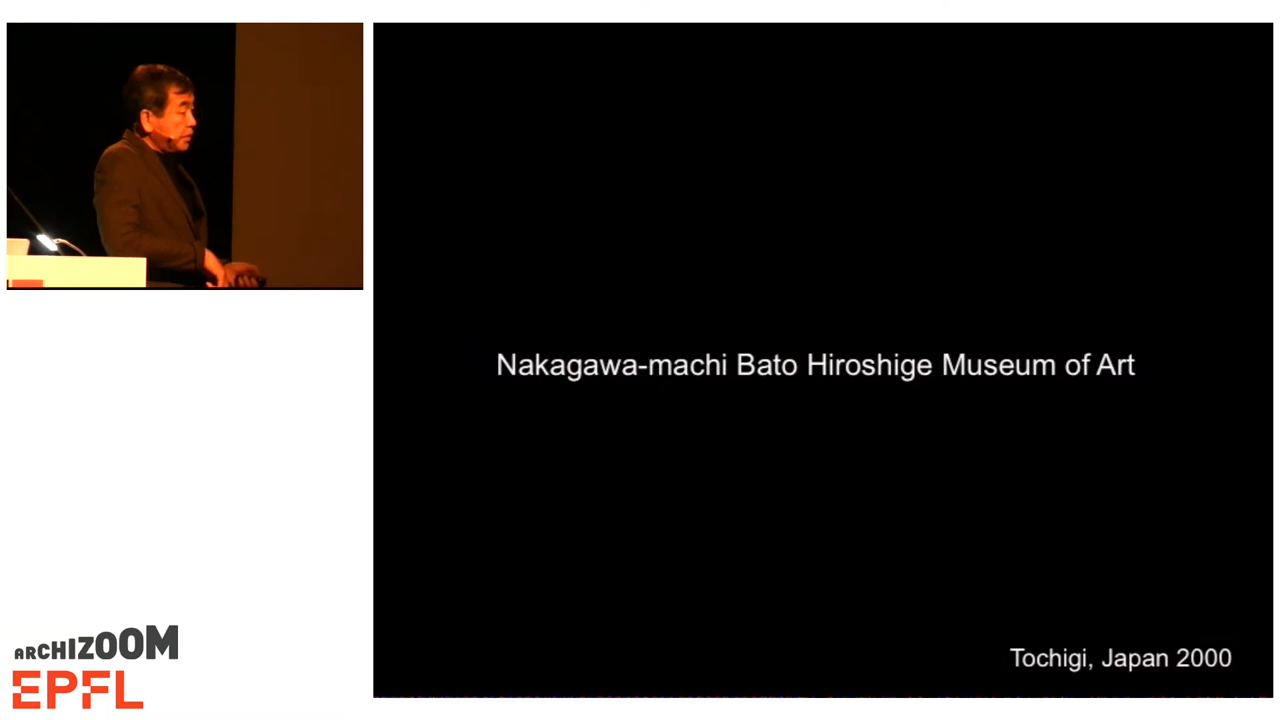 Nakagawa-machi Bato Hiroshige Museum of Art
Tochigi, Japan 2000
ARCHIZOOM
EPFL